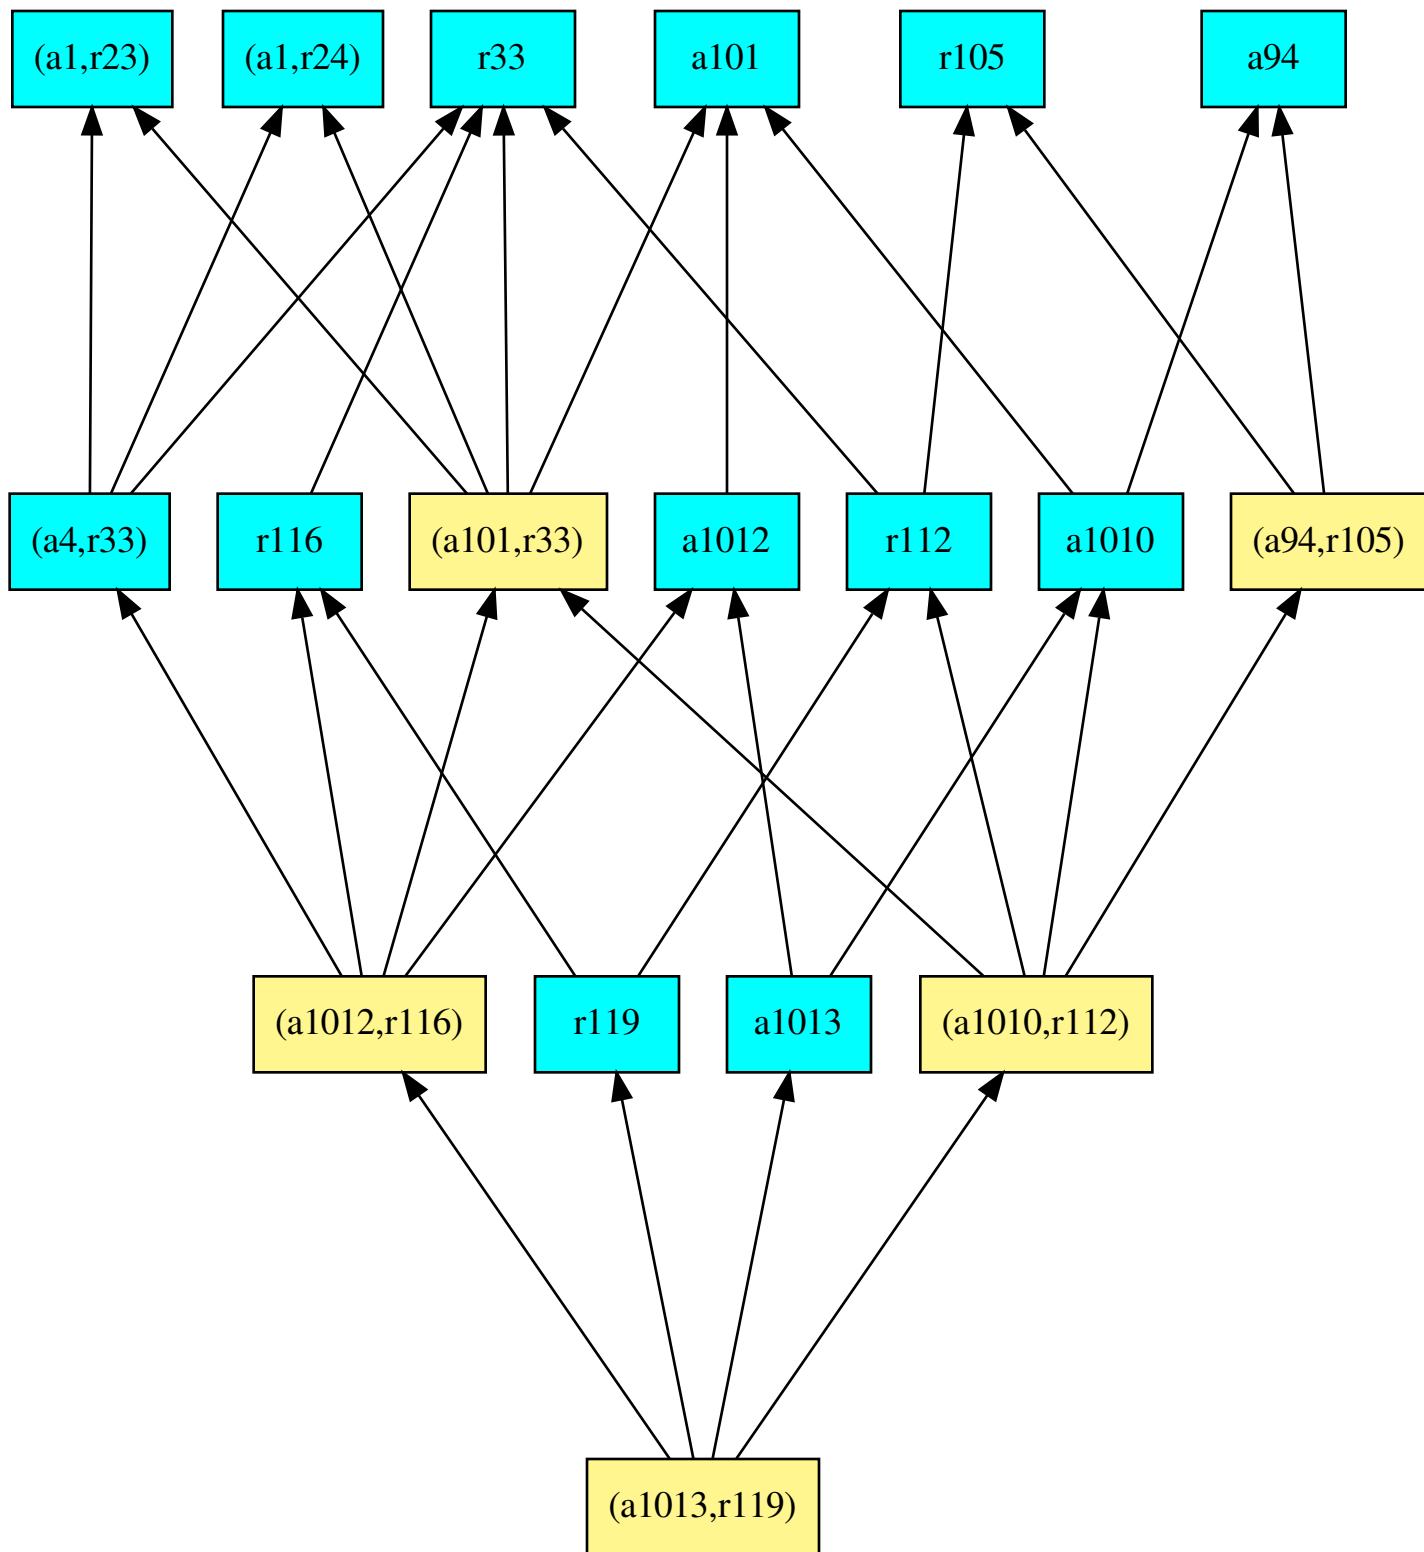 (a1,r23)
(a1,r24)
r33
a101
r105
a94
(a4,r33)
r116
(a101,r33)
a1012
r112
a1010
(a94,r105)
(a1012,r116)
r119
a1013
(a1010,r112)
(a1013,r119)